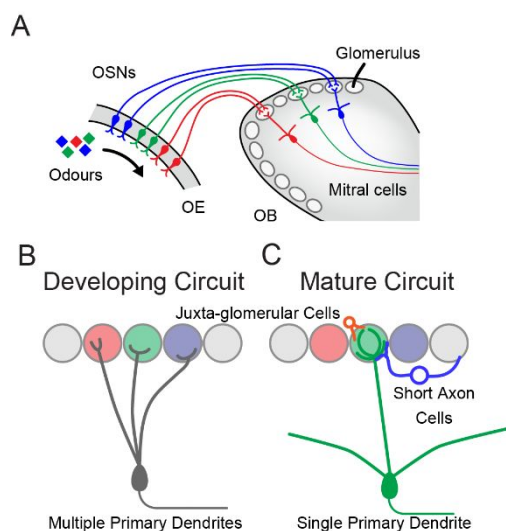 A
OSNs
Glomerulus
Odours
OE
OB
Mitral cells
B
Developing Circuit
C
Mature Circuit
Juxta-glomerular Cells
Short Axon
Cells
Multiple Primary Dendrites
Single Primary Dendrite